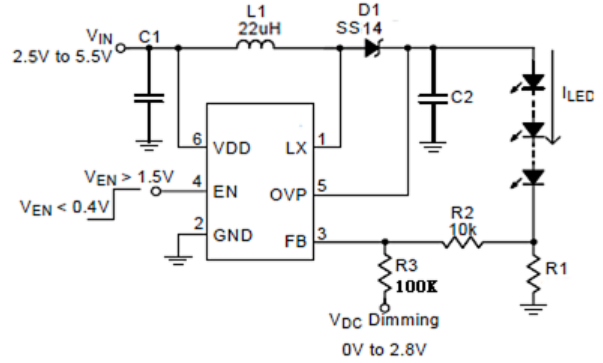 L1
22uH
D1
SS14
VIN
2.5V to 5.5V
C1
C2
ILED
6
VDD
LX
1
VEN > 1.5V
4
EN
OVP
5
VEN < 0.4V
2
GND
FB
3
R2
10k
R1
R3
100K
VDC Dimming
0V to 2.8V